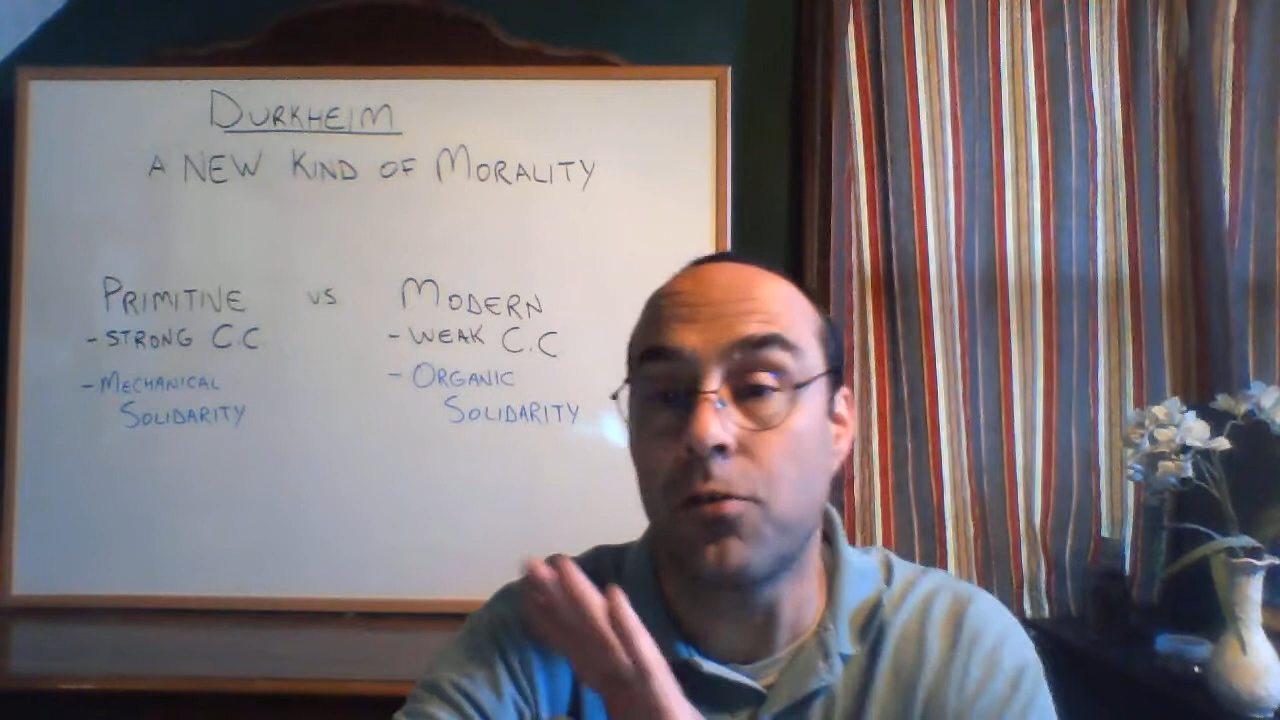 DURKHEIM
A NEW KIND OF MORALITY
PRIMITIVE VS MODERN
-STRONG C.C -WEAK C.C
-MECHANICAL SOLIDARITY
-ORGANIC SOLIDARITY